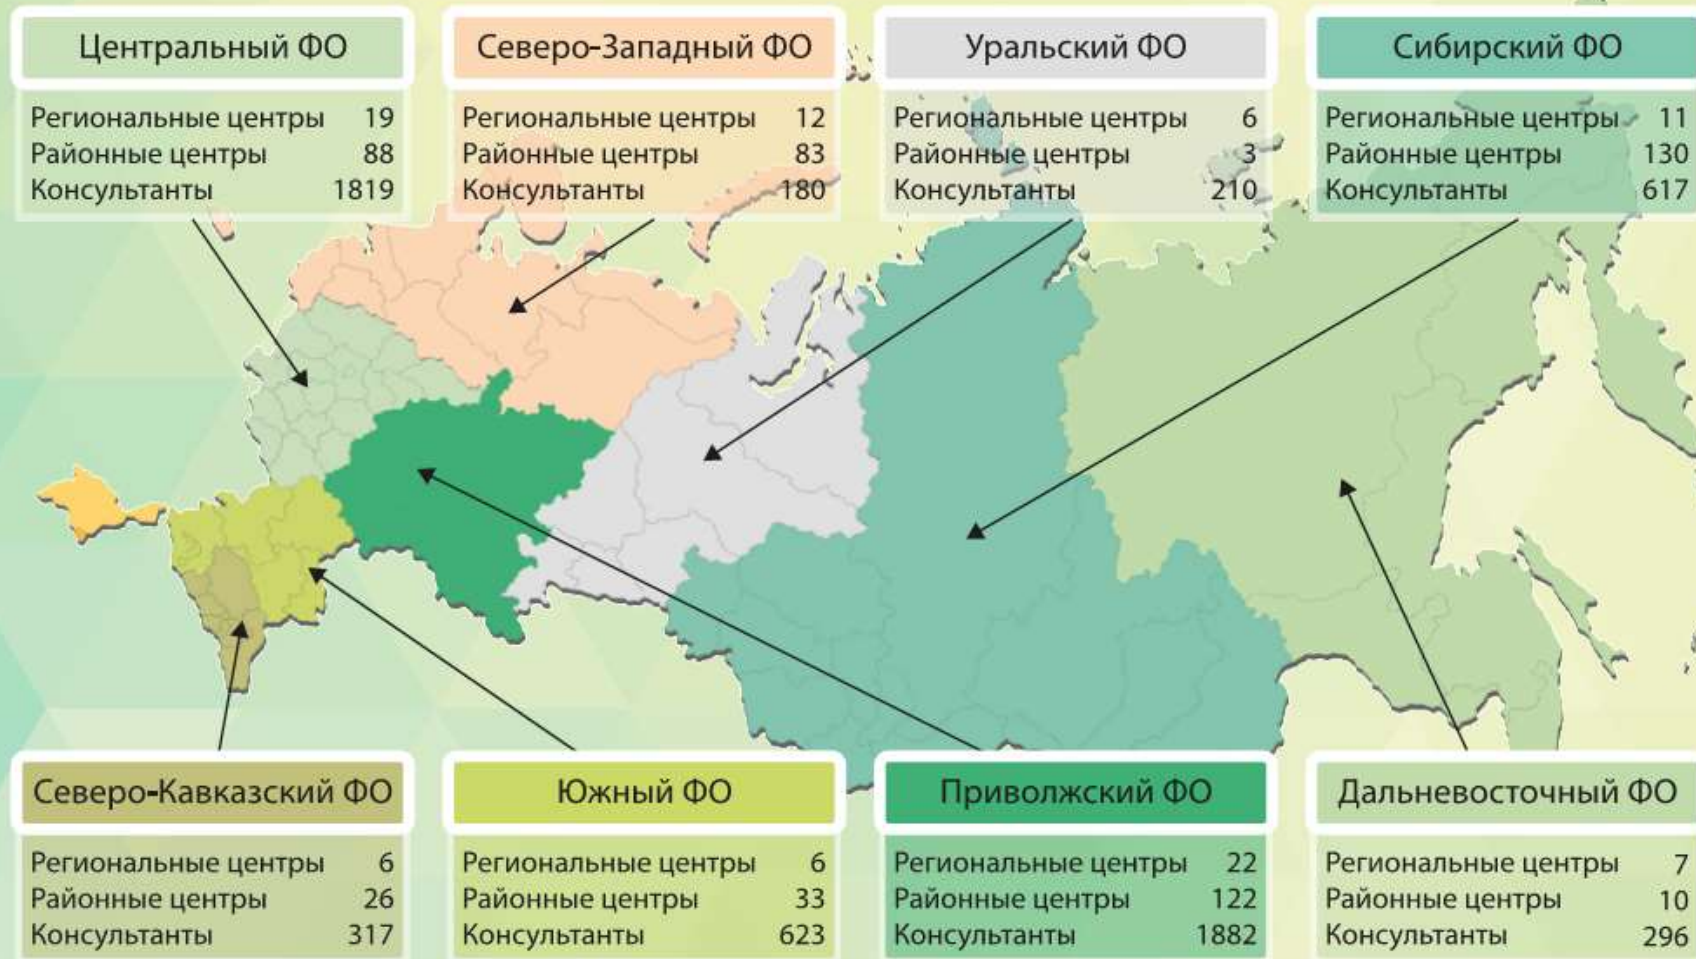 Центральный ФО
Региональные центры 19
Районные центры 88
Консультанты 1819
Северо-Западный ФО
Региональные центры 12
Районные центры 83
Консультанты 180
Уральский ФО
Региональные центры 6
Районные центры 3
Консультанты 210
Сибирский ФО
Региональные центры 11
Районные центры 130
Консультанты 617
Северо-Кавказский ФО
Региональные центры 6
Районные центры 26
Консультанты 317
Южный ФО
Региональные центры 6
Районные центры 33
Консультанты 623
Приволжский ФО
Региональные центры 22
Районные центры 122
Консультанты 1882
Дальневосточный ФО
Региональные центры 7
Районные центры 10
Консультанты 296